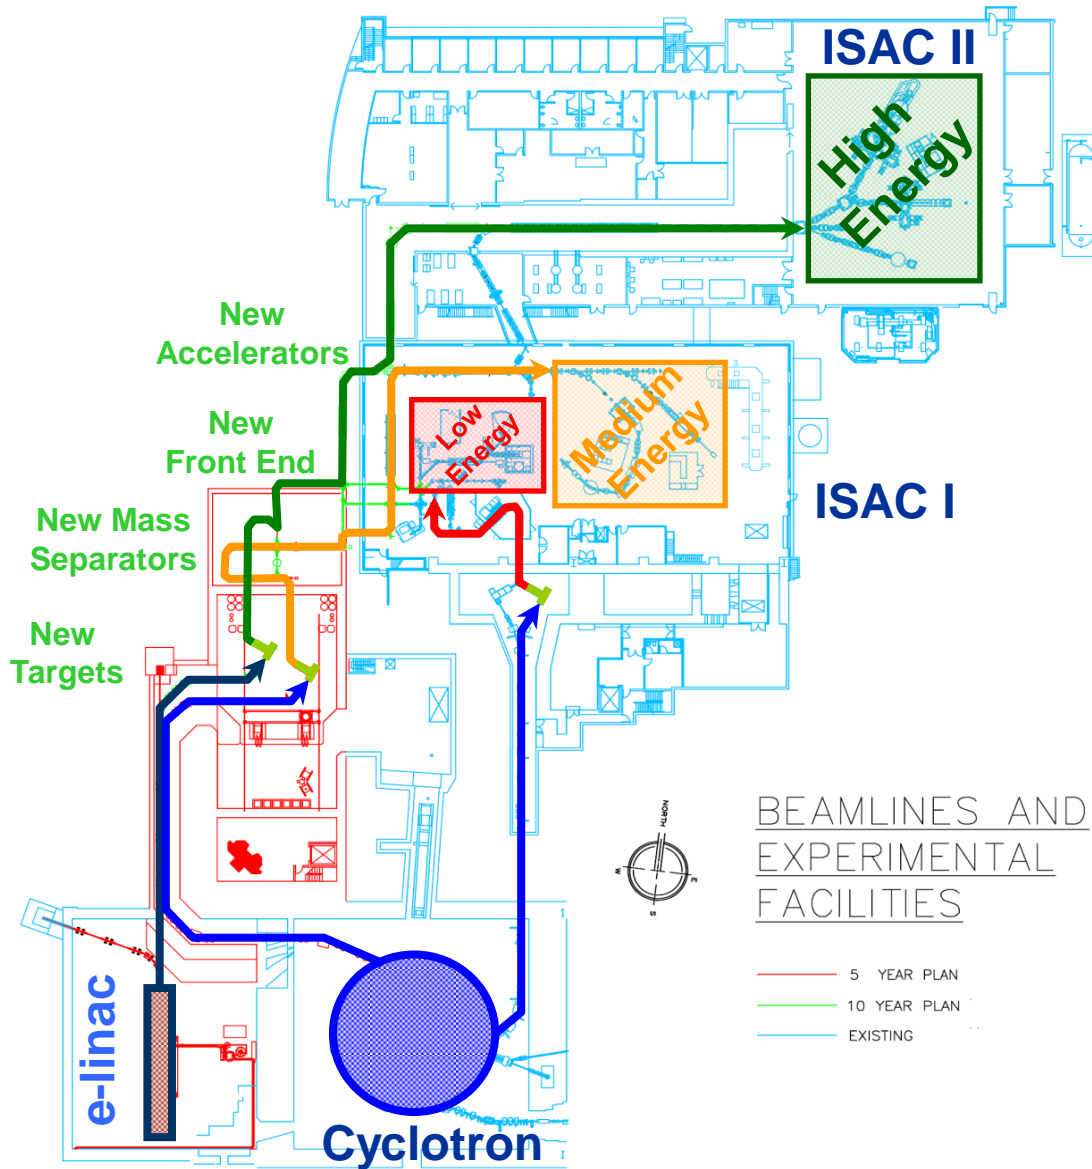 ISAC II
High
Energy
New
Accelerators
Low
Energy
Medium
Energy
New
Front End
ISAC I
New Mass
Separators
New
Targets
NORTH
W
E
S
BEAMLINES AND
EXPERIMENTAL
FACILITIES
5 YEAR PLAN
10 YEAR PLAN
EXISTING
e-linac
Cyclotron